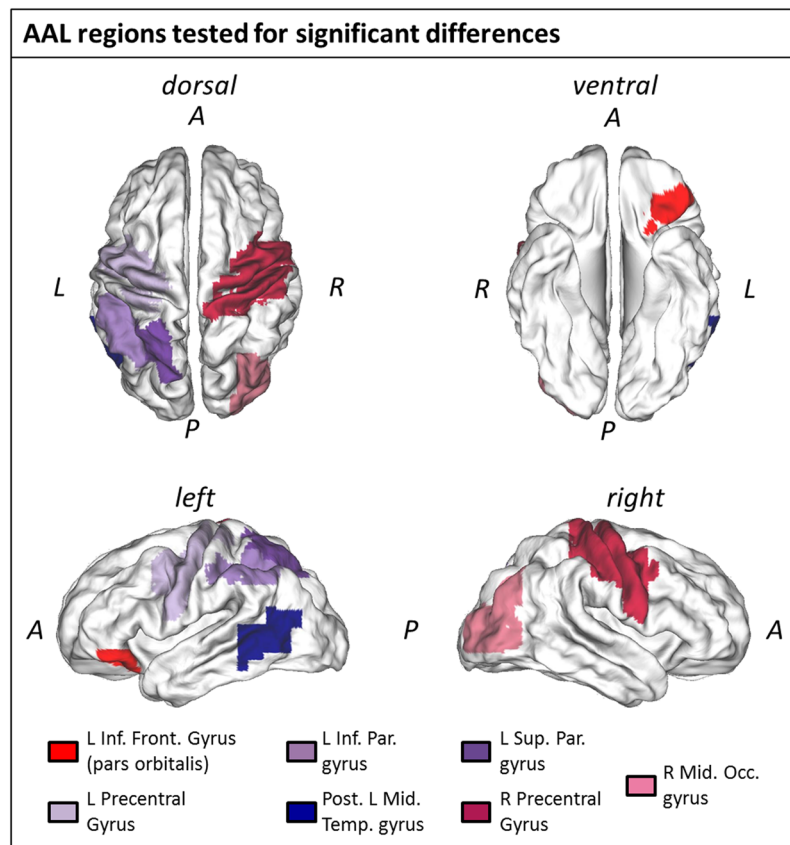 AAL regions tested for significant differences
dorsal
ventral
A
A
L
R
R
L
P
P
left
right
A
P
A
L Inf. Front. Gyrus
(pars orbitalis)
L Inf. Par.
gyrus
L Sup. Par.
gyrus
R Mid. Occ.
gyrus
L Precentral
Gyrus
Post. L Mid.
Temp. gyrus
R Precentral
Gyrus